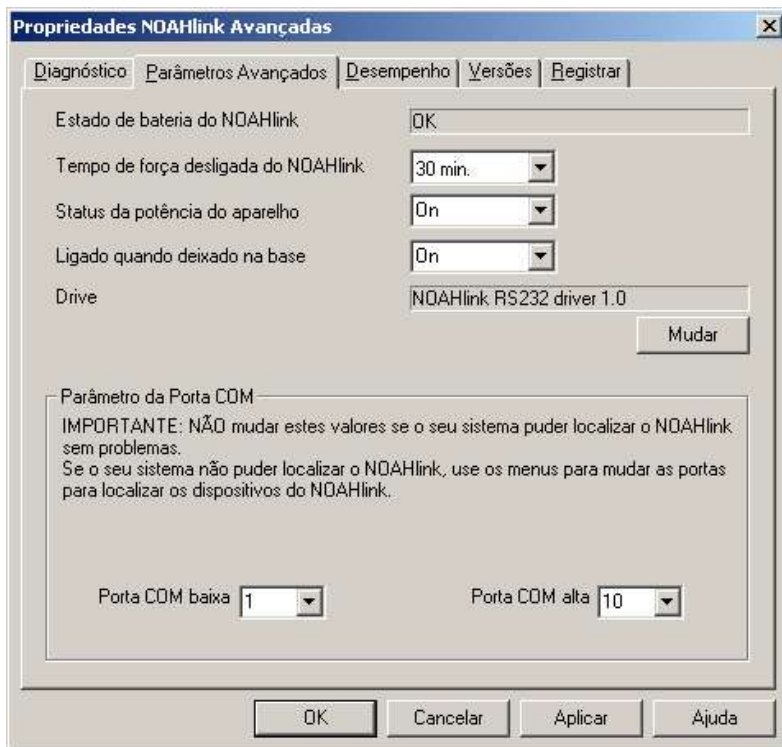 Propriedades NOAHlink Avançadas
Diagnóstico Parâmetros Avançados Desempenho Versões Registrar
Estado de bateria do NOAHlink OK
Tempo de força desligada do NOAHlink 30 min.
Status da potência do aparelho On
Ligado quando deixado na base On
Drive NOAHlink RS232 driver 1.0
Mudar
Parâmetro da Porta COM
IMPORTANTE: NÃO mudar estes valores se o seu sistema puder localizar o NOAHlink
sem problemas.
Se o seu sistema não puder localizar o NOAHlink, use os menus para mudar as portas
para localizar os dispositivos do NOAHlink.
Porta COM baixa 1 Porta COM alta 10
OK Cancelar Aplicar Ajuda